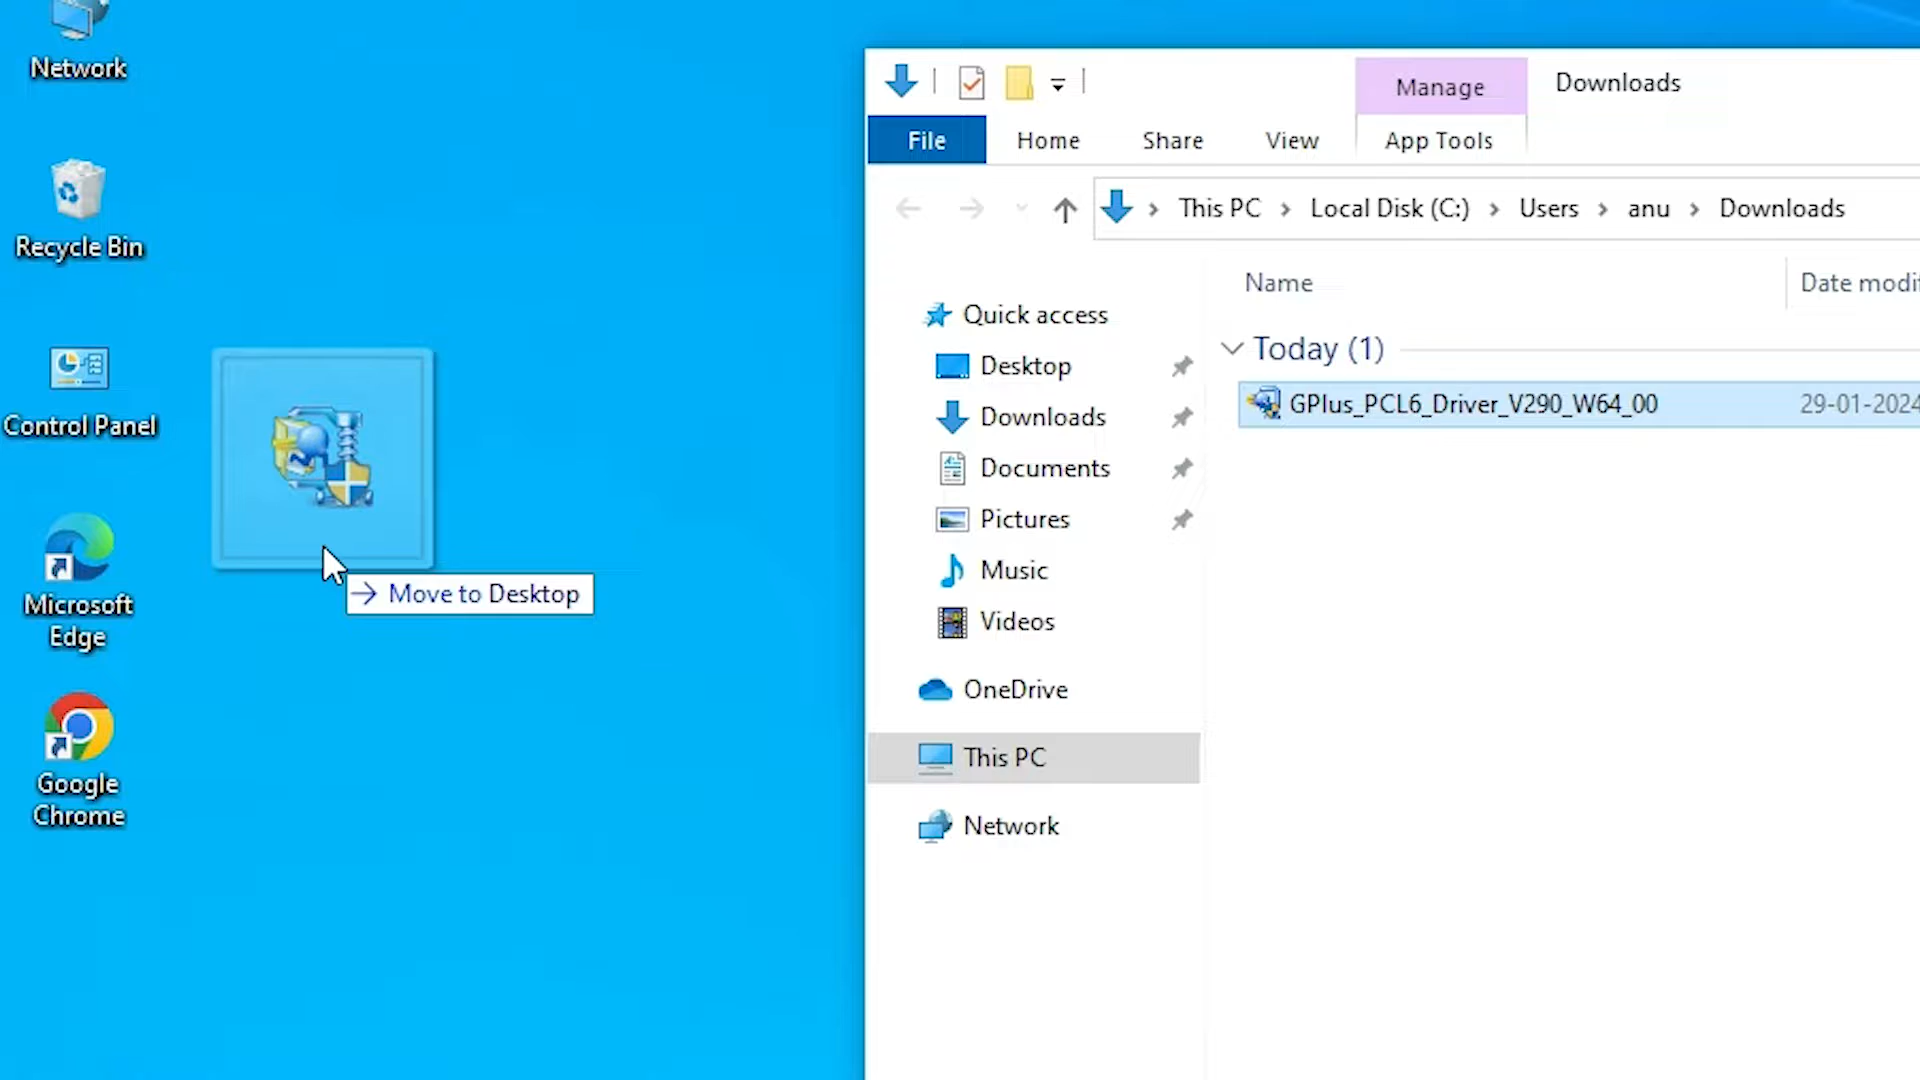 Network
Recycle Bin
Control Panel
Microsoft
Edge
Google
Chrome
Move to Desktop
Manage
Downloads
File
Home
Share
View
App Tools
This PC
Local Disk (C:)
Users
anu
Downloads
Name
Date modif
Quick access
Desktop
Downloads
Documents
Pictures
Music
Videos
OneDrive
This PC
Network
Today (1)
GPlus_PCL6_Driver_V290_W64_00
29-01-2024